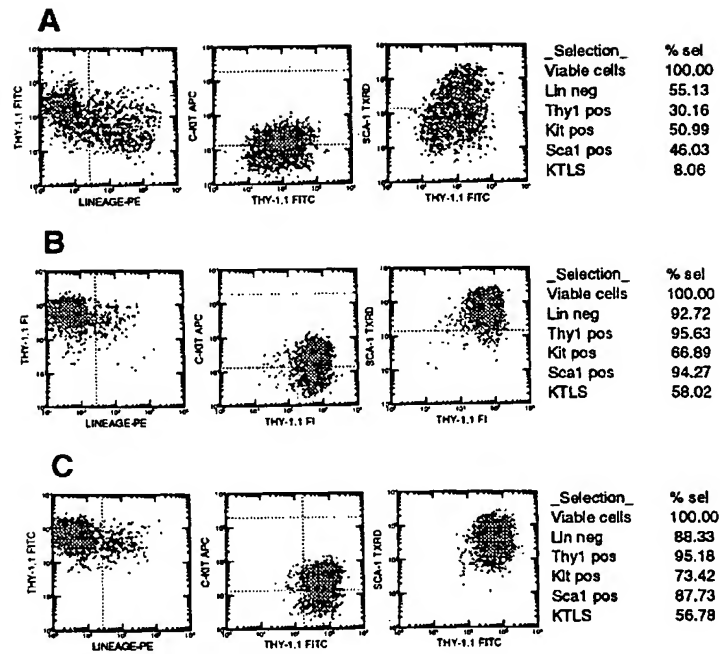 A
THY-1.1 FITC
LINEAGE-PE
C-KIT APC
THY-1.1 FITC
SCA-1 TXRD
THY-1.1 FITC
_Selection_ % sel
Viable cells 100.00
Lin neg 55.13
Thy1 pos 30.16
Kit pos 50.99
Sca1 pos 46.03
KTLS 8.06
B
THY-1.1 FI
LINEAGE-PE
C-KIT APC
THY-1.1 FI
SCA-1 TXRD
THY-1.1 FI
_Selection_ % sel
Viable cells 100.00
Lin neg 92.72
Thy1 pos 95.63
Kit pos 66.89
Sca1 pos 94.27
KTLS 58.02
C
THY-1.1 FITC
LINEAGE-PE
C-KIT APC
THY-1.1 FITC
SCA-1 TXRD
THY-1.1 FITC
_Selection_ % sel
Viable cells 100.00
Lin neg 88.33
Thy1 pos 95.18
Kit pos 73.42
Sca1 pos 87.73
KTLS 56.78